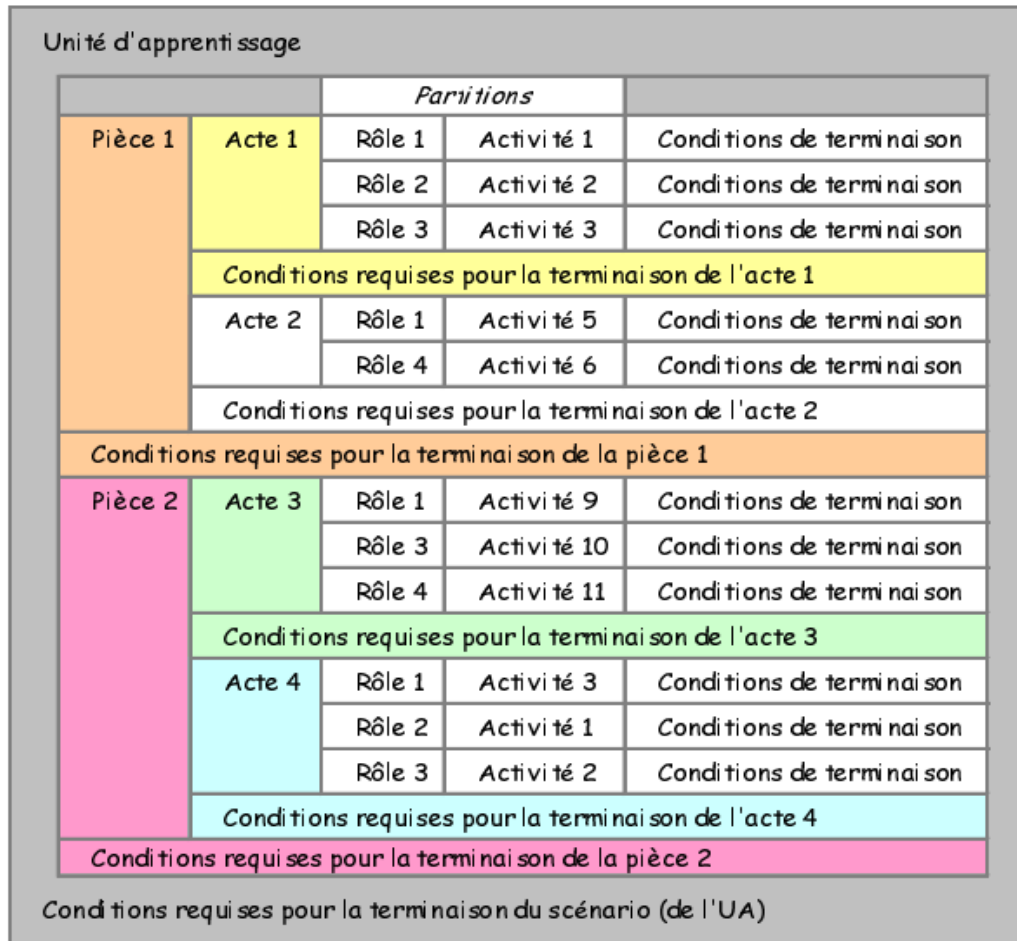 Unité d'apprentissage
Partitions
Pièce 1 Acte 1 Rôle 1 Activité 1 Conditions de terminaison
Rôle 2 Activité 2 Conditions de terminaison
Rôle 3 Activité 3 Conditions de terminaison
Conditions requises pour la terminaison de l'acte 1
Acte 2 Rôle 1 Activité 5 Conditions de terminaison
Rôle 4 Activité 6 Conditions de terminaison
Conditions requises pour la terminaison de l'acte 2
Conditions requises pour la terminaison de la pièce 1
Pièce 2 Acte 3 Rôle 1 Activité 9 Conditions de terminaison
Rôle 3 Activité 10 Conditions de terminaison
Rôle 4 Activité 11 Conditions de terminaison
Conditions requises pour la terminaison de l'acte 3
Acte 4 Rôle 1 Activité 3 Conditions de terminaison
Rôle 2 Activité 1 Conditions de terminaison
Rôle 3 Activité 2 Conditions de terminaison
Conditions requises pour la terminaison de l'acte 4
Conditions requises pour la terminaison de la pièce 2
Conditions requises pour la terminaison du scénario (de l'UA)